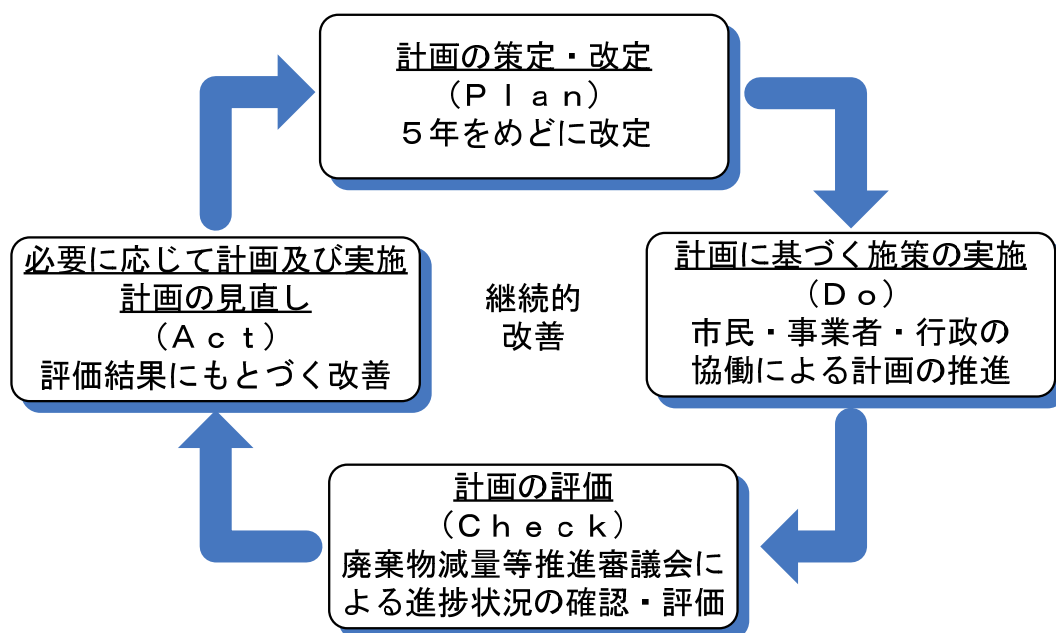 計画の策定・改定
（Ｐｌａｎ）
５年をめどに改定
計画に基づく施策の実施
（Ｄｏ）
市民・事業者・行政の
協働による計画の推進
計画の評価
（Ｃｈｅｃｋ）
廃棄物減量等推進審議会に
よる進捗状況の確認・評価
必要に応じて計画及び実施
計画の見直し
（Ａｃｔ）
評価結果にもとづく改善
継続的
改善